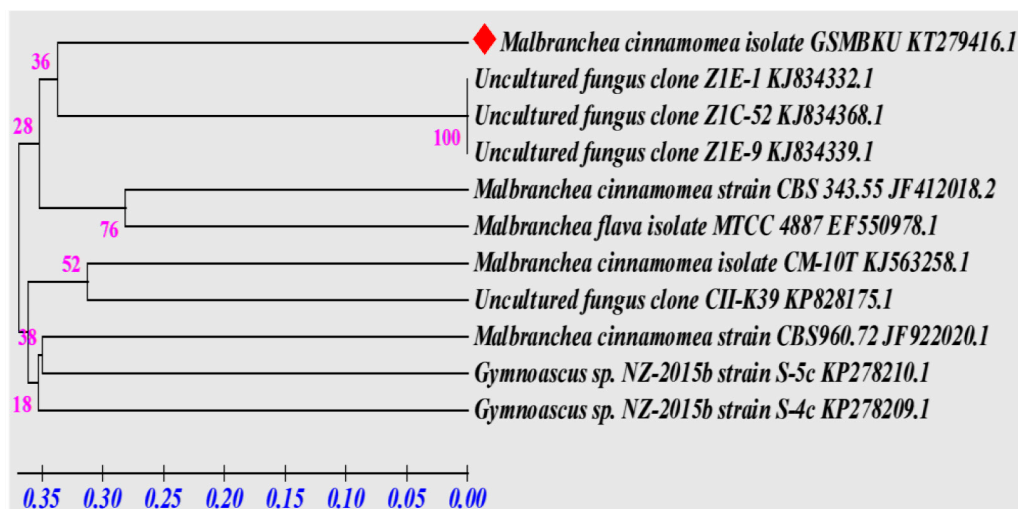 Malbranchea cinnamomea isolate GSMBKU KT279416.1
36
Uncultured fungus clone Z1E-1 KJ834332.1
Uncultured fungus clone Z1C-52 KJ834368.1
28
100
Uncultured fungus clone Z1E-9 KJ834339.1
Malbranchea cinnamomea strain CBS 343.55 JF412018.2
76
Malbranchea flava isolate MTCC 4887 EF550978.1
52
Malbranchea cinnamomea isolate CM-10T KJ563258.1
Uncultured fungus clone CII-K39 KP828175.1
38
Malbranchea cinnamomea strain CBS960.72 JF922020.1
Gymnoascus sp. NZ-2015b strain S-5c KP278210.1
18
Gymnoascus sp. NZ-2015b strain S-4c KP278209.1
0.35 0.30 0.25 0.20 0.15 0.10 0.05 0.00